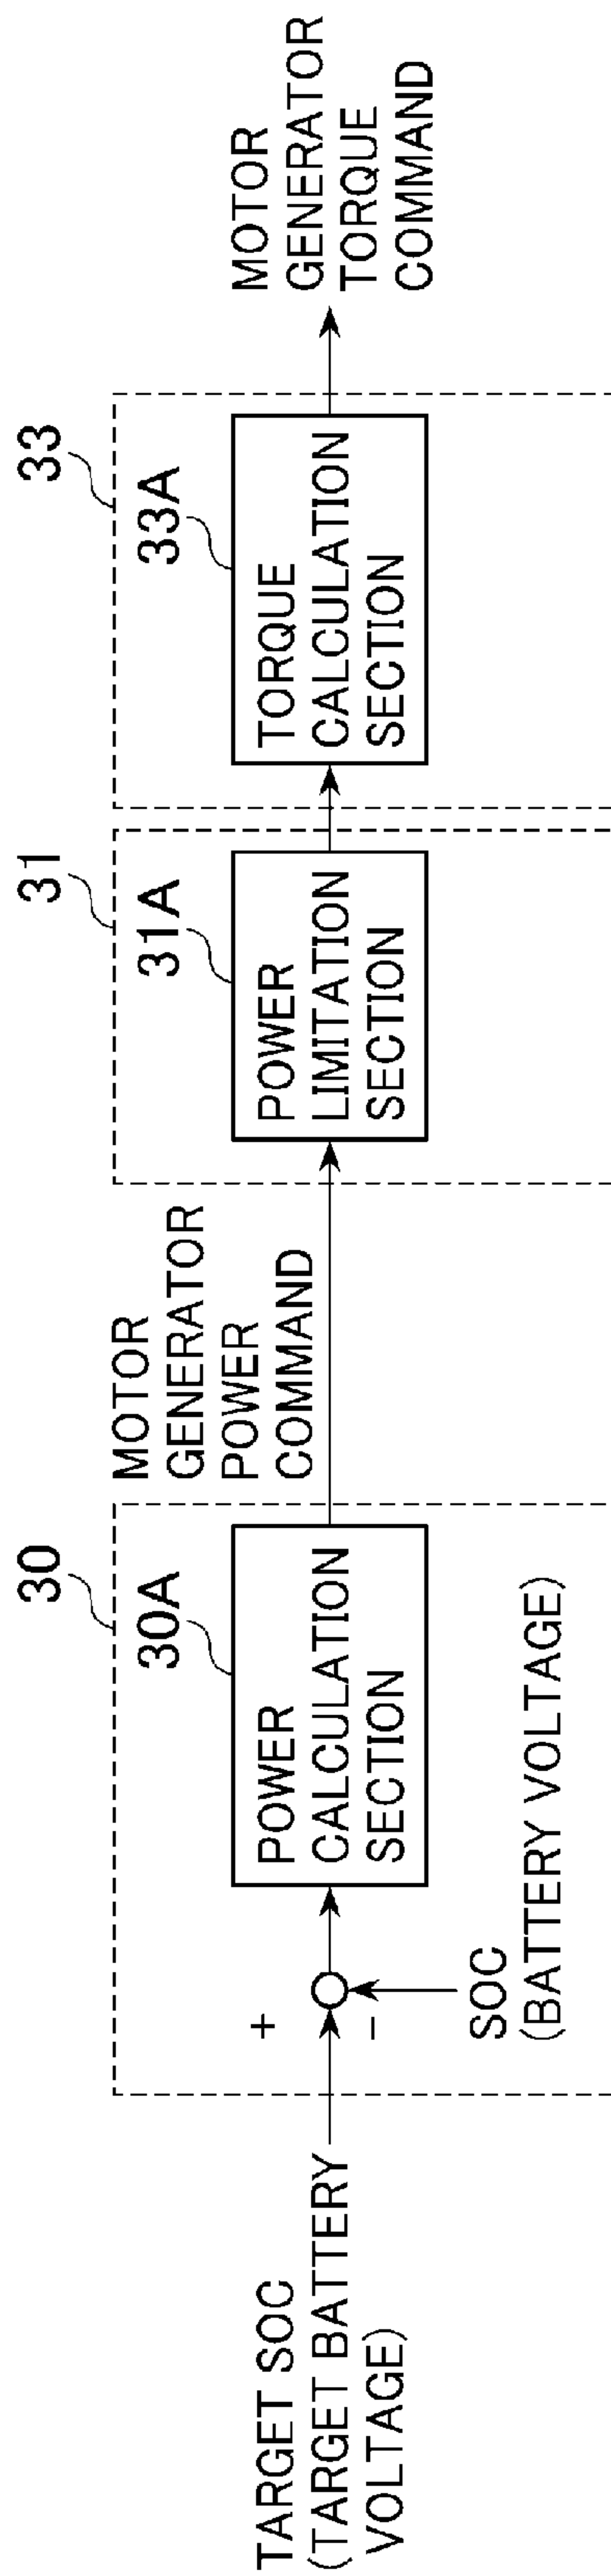 TARGET SOC
(TARGET BATTERY
VOLTAGE)
+
-
SOC
(BATTERY VOLTAGE)
30
30A
POWER
CALCULATION
SECTION
MOTOR
GENERATOR
POWER
COMMAND
31
31A
POWER
LIMITATION
SECTION
33
33A
TORQUE
CALCULATION
SECTION
MOTOR
GENERATOR
TORQUE
COMMAND